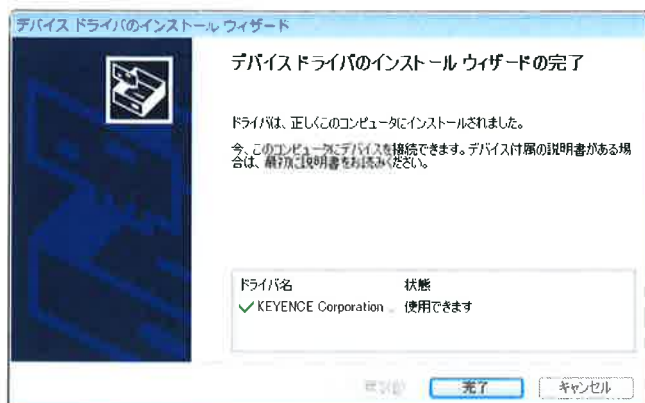 デバイス ドライバのインストール ウィザード
デバイス ドライバのインストール ウィザードの完了
ドライバは、正しくこのコンピュータにインストールされました。
今、このコンピュータにデバイスを接続できます。デバイス付属の説明書がある場
合は、最初に説明書をお読みください。
ドライバ名 状態
✓ KEYENCE Corporation ... 使用できます
完了 キャンセル